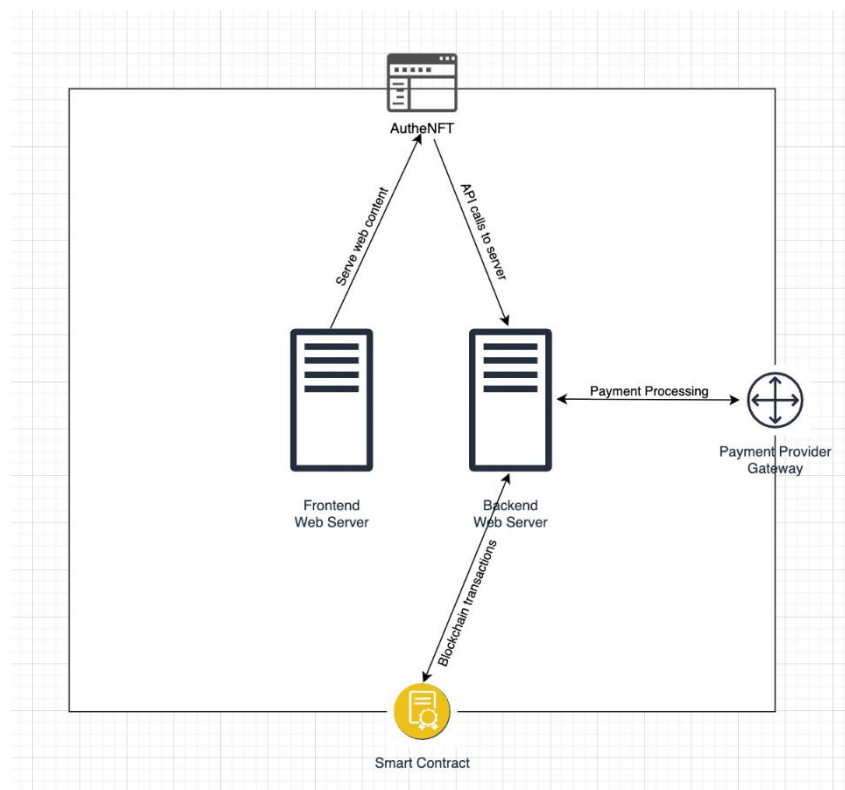 AutheNFT
Serve web content
API calls to server
Payment Processing
Payment Provider
Gateway
Frontend
Web Server
Backend
Web Server
Blockchain transactions
Smart Contract